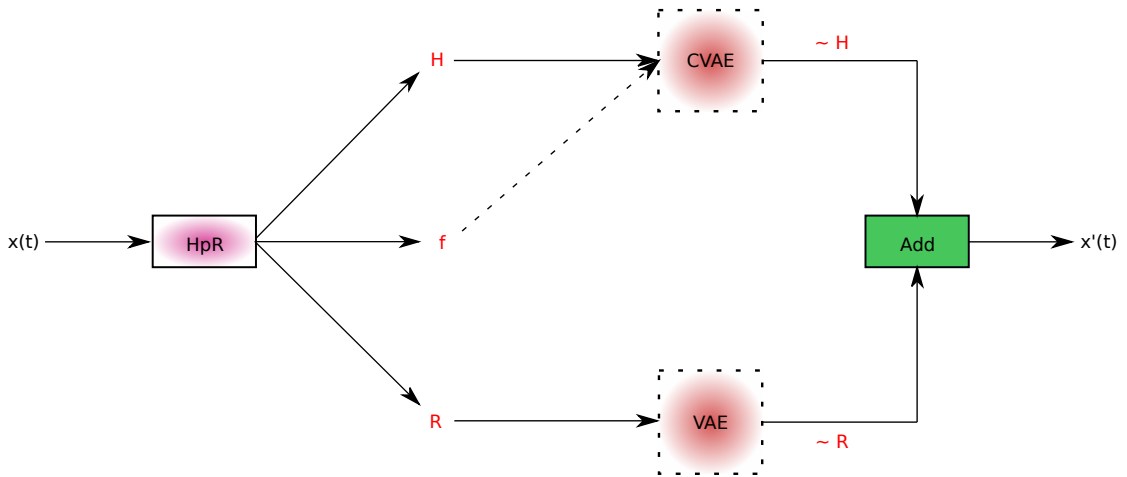 H
CVAE
~ H
x(t)
HpR
f
Add
x'(t)
R
VAE
~ R